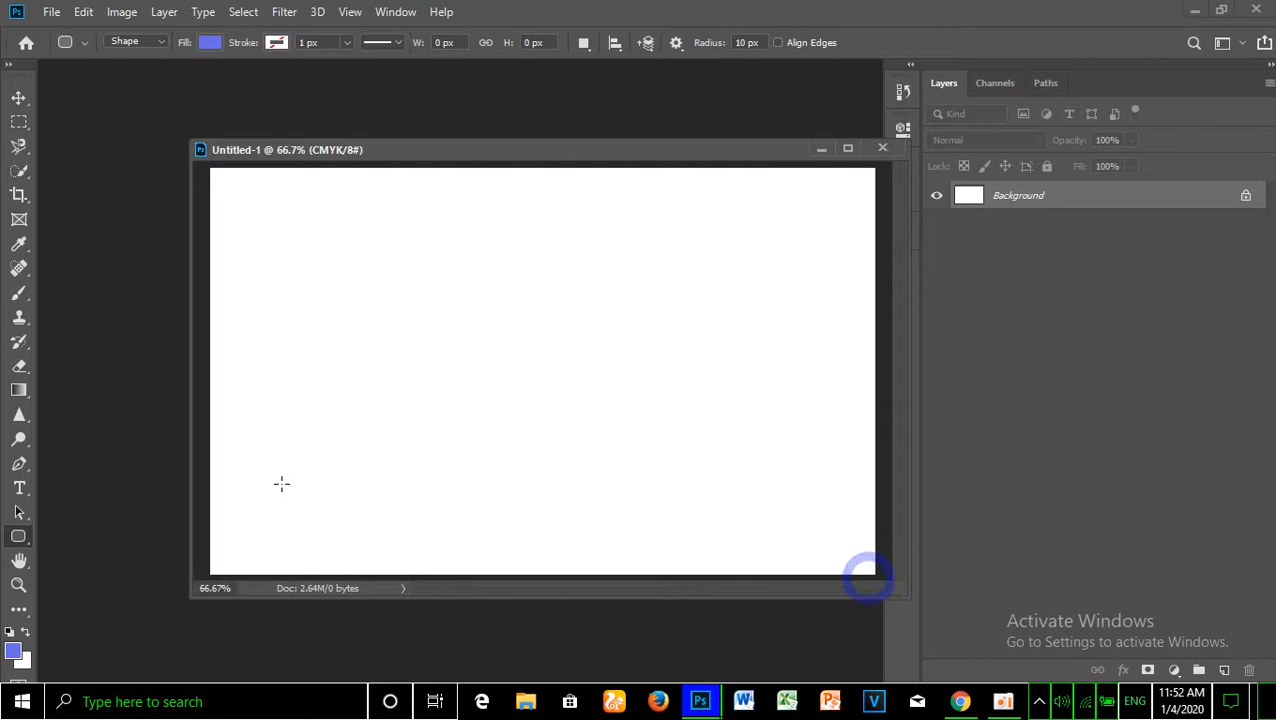 Ps File Edit Image Layer Type Select Filter 3D View Window Help
Shape Fill: Stroke: 1 px W: 0 px H: 0 px Radius: 10 px Align Edges
Layers Channels Paths
Kind
Normal Opacity: 100%
Lock: Fill: 100%
Background
Ps Untitled-1 @ 66.7% (CMYK/8#)
66.67% Doc: 2.64M/0 bytes
Activate Windows
Go to Settings to activate Windows.
Type here to search
Ps
ENG
11:52 AM
1/4/2020